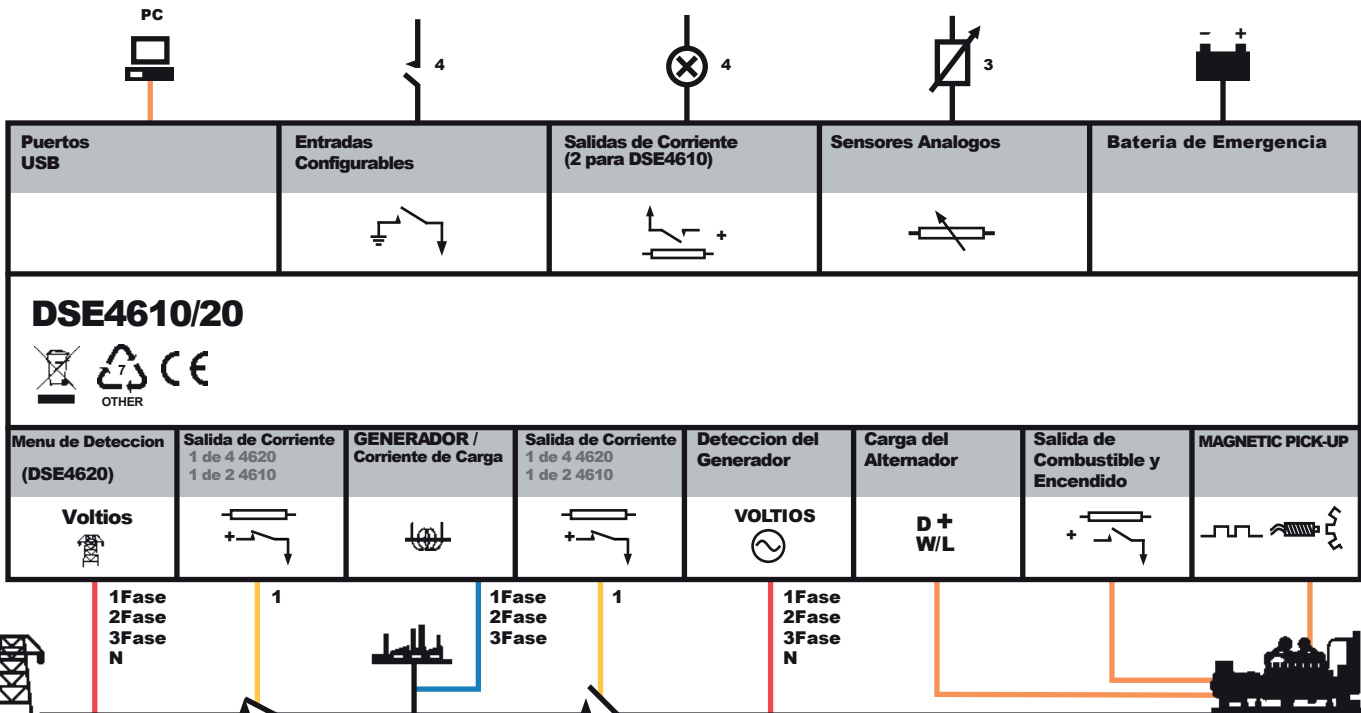 PC
4
4
3
- +
Puertos
USB
Entradas
Configurables
Salidas de Corriente
(2 para DSE4610)
Sensores Analogos
Bateria de Emergencia
+
DSE4610/20
7
OTHER
CE
Menu de Deteccion
(DSE4620)
Salida de Corriente
1 de 4 4620
1 de 2 4610
GENERADOR /
Corriente de Carga
Salida de Corriente
1 de 4 4620
1 de 2 4610
Deteccion del
Generador
Carga del
Alternador
Salida de
Combustible y
Encendido
MAGNETIC PICK-UP
Voltios
+
+
VOLTIOS
D +
W/L
+
1Fase
2Fase
3Fase
N
1
1Fase
2Fase
3Fase
1
1Fase
2Fase
3Fase
N